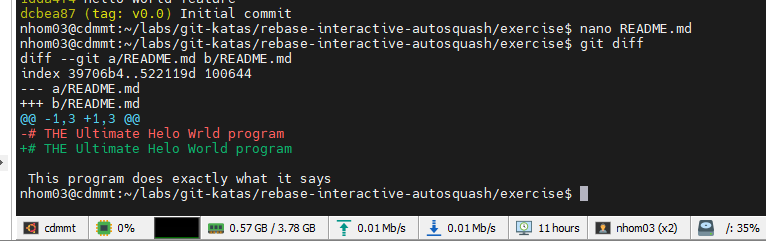 dcbea87 (tag: v0.0) Initial commit
nhom03@cdmmt:~/labs/git-katas/rebase-interactive-autosquash/exercise$ nano README.md
nhom03@cdmmt:~/labs/git-katas/rebase-interactive-autosquash/exercise$ git diff
diff --git a/README.md b/README.md
index 39706b4..522119d 100644
--- a/README.md
+++ b/README.md
@@ -1,3 +1,3 @@
-# THE Ultimate Helo Wrld program
+# THE Ultimate Helo World program
This program does exactly what it says
nhom03@cdmmt:~/labs/git-katas/rebase-interactive-autosquash/exercise$
cdmmt 0% 0.57 GB / 3.78 GB 0.01 Mb/s 0.01 Mb/s 11 hours nhom03 (x2) /: 35%